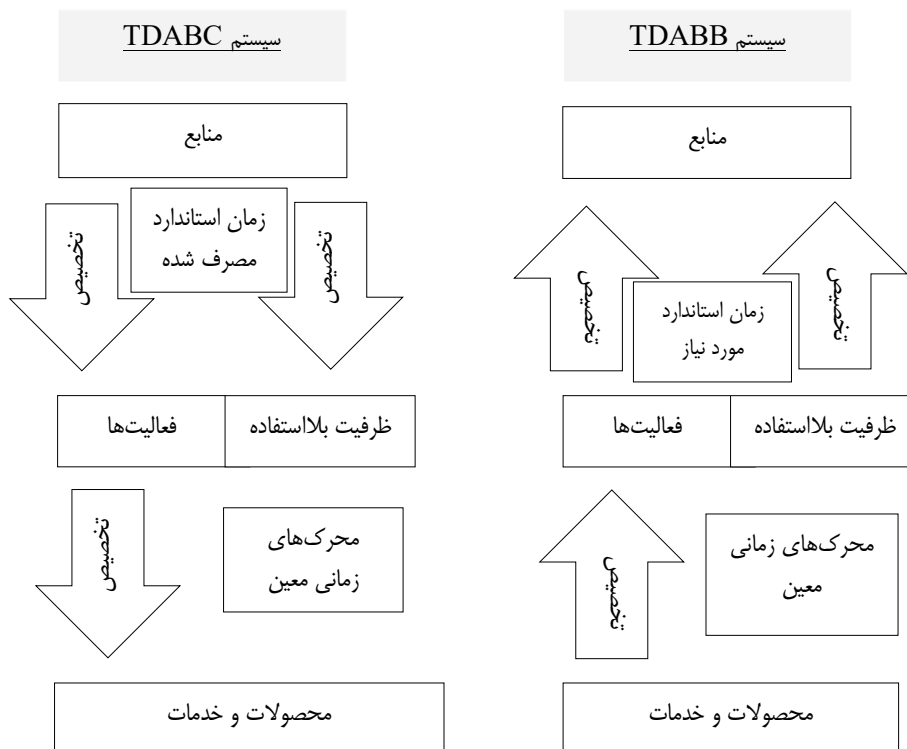 سیستم TDABC
منابع
زمان استاندارد
مصرف شده
تخصیص
تخصیص
ظرفیت بلااستفاده
فعالیت‌ها
تخصیص
محرک‌های
زمانی معین
محصولات و خدمات
سیستم TDABB
منابع
تخصیص
تخصیص
زمان استاندارد
مورد نیاز
ظرفیت بلااستفاده
فعالیت‌ها
محرک‌های زمانی
معین
تخصیص
محصولات و خدمات